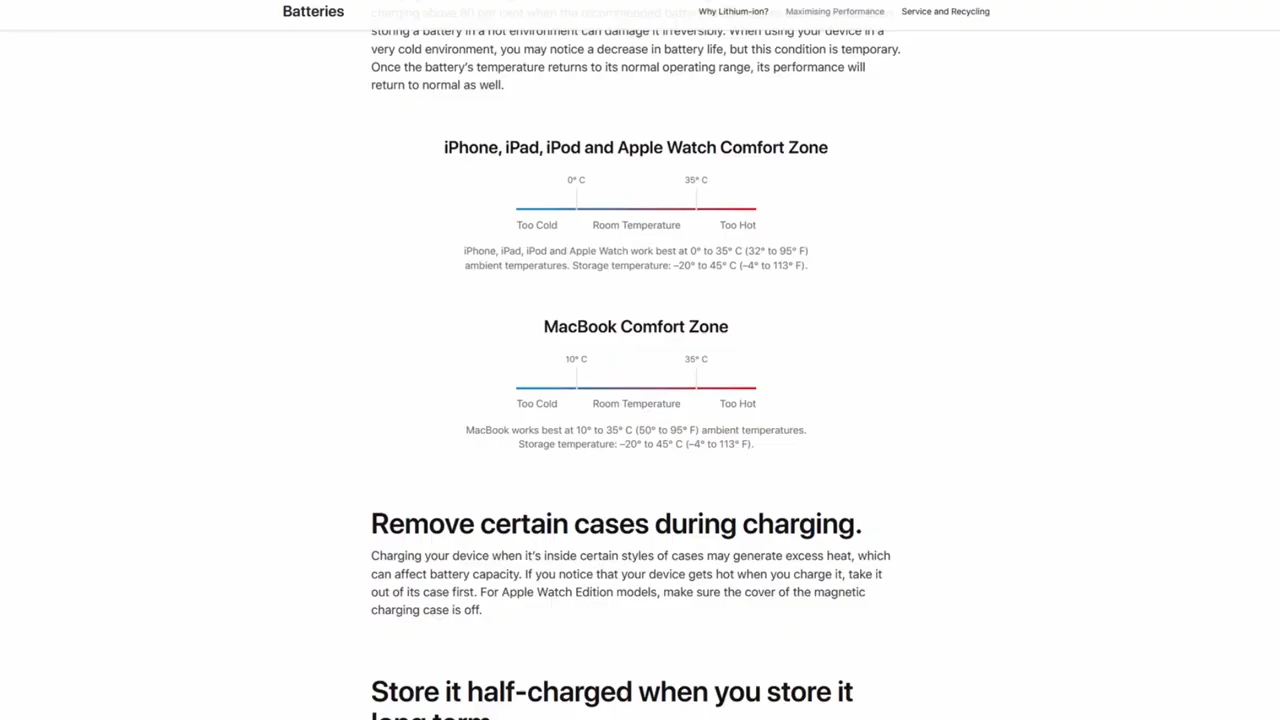 Batteries
Why Lithium-ion? Maximising Performance Service and Recycling
charging above 80 per cent when the recommended
storing a battery in a hot environment can damage it irreversibly. When using your device in a
very cold environment, you may notice a decrease in battery life, but this condition is temporary.
Once the battery’s temperature returns to its normal operating range, its performance will
return to normal as well.
iPhone, iPad, iPod and Apple Watch Comfort Zone
0° C 35° C
Too Cold Room Temperature Too Hot
iPhone, iPad, iPod and Apple Watch work best at 0° to 35° C (32° to 95° F)
ambient temperatures. Storage temperature: –20° to 45° C (–4° to 113° F).
MacBook Comfort Zone
10° C 35° C
Too Cold Room Temperature Too Hot
MacBook works best at 10° to 35° C (50° to 95° F) ambient temperatures.
Storage temperature: –20° to 45° C (–4° to 113° F).
Remove certain cases during charging.
Charging your device when it’s inside certain styles of cases may generate excess heat, which
can affect battery capacity. If you notice that your device gets hot when you charge it, take it
out of its case first. For Apple Watch Edition models, make sure the cover of the magnetic
charging case is off.
Store it half-charged when you store it
long term.